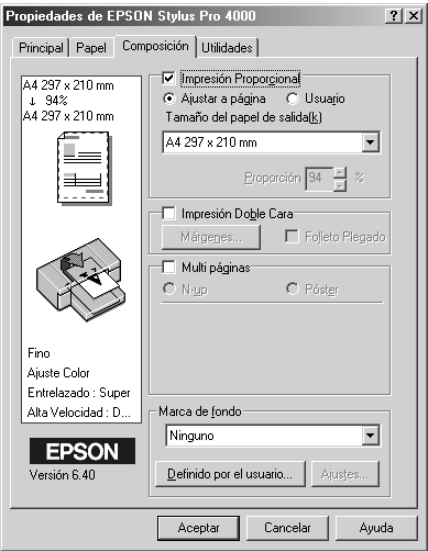 Propiedades de EPSON Stylus Pro 4000
Principal
Papel
Composición
Utilidades
A4 297 x 210 mm
↓ 94%
A4 297 x 210 mm
Fino
Ajuste Color
Entrelazado : Super
Alta Velocidad : D...
EPSON
Versión 6.40
Impresión Proporcional
Ajustar a página
Usuario
Tamaño del papel de salida(k)
A4 297 x 210 mm
Proporción 94 %
Impresión Doble Cara
Márgenes...
Folleto Plegado
Multi páginas
N-up
Póster
Marca de fondo
Ninguno
Definido por el usuario...
Ajustes...
Aceptar
Cancelar
Ayuda